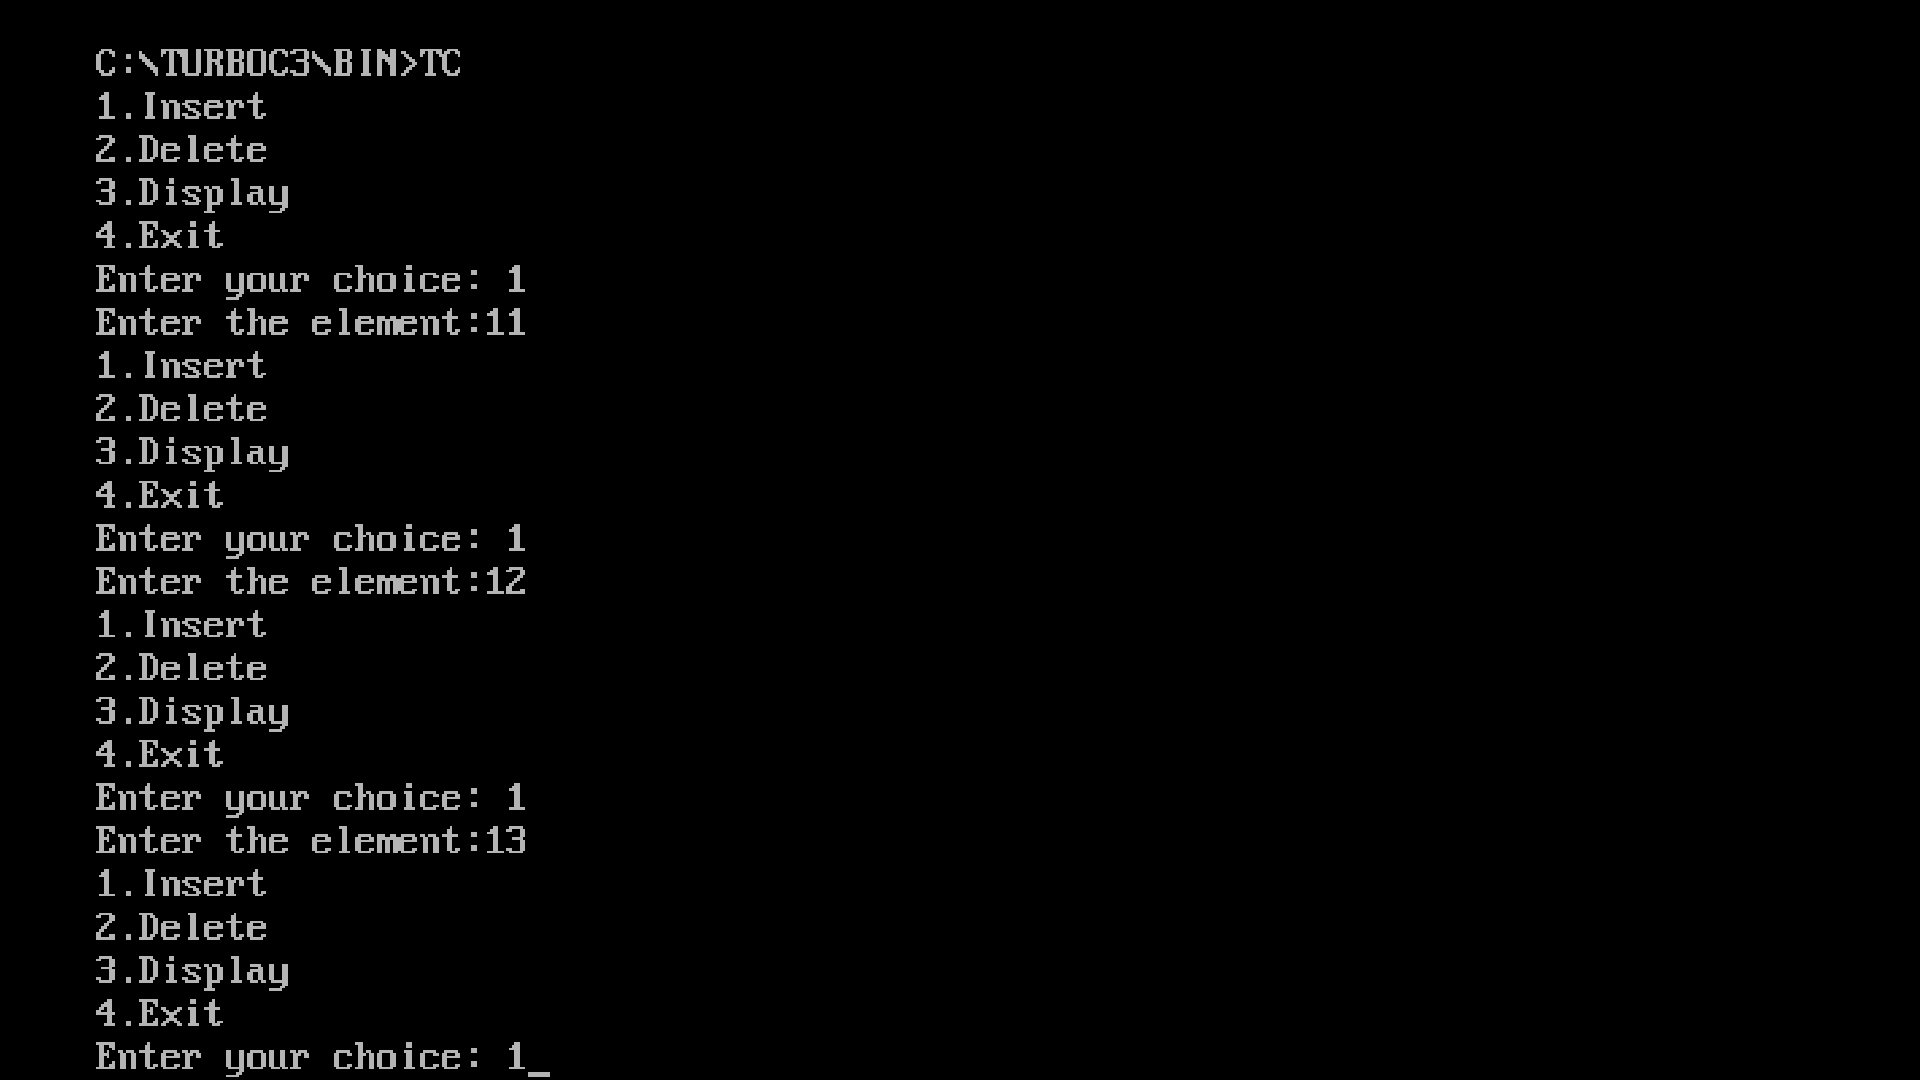 C:\TURBOC3\BIN>TC
1.Insert
2.Delete
3.Display
4.Exit
Enter your choice: 1
Enter the element:11
1.Insert
2.Delete
3.Display
4.Exit
Enter your choice: 1
Enter the element:12
1.Insert
2.Delete
3.Display
4.Exit
Enter your choice: 1
Enter the element:13
1.Insert
2.Delete
3.Display
4.Exit
Enter your choice: 1_